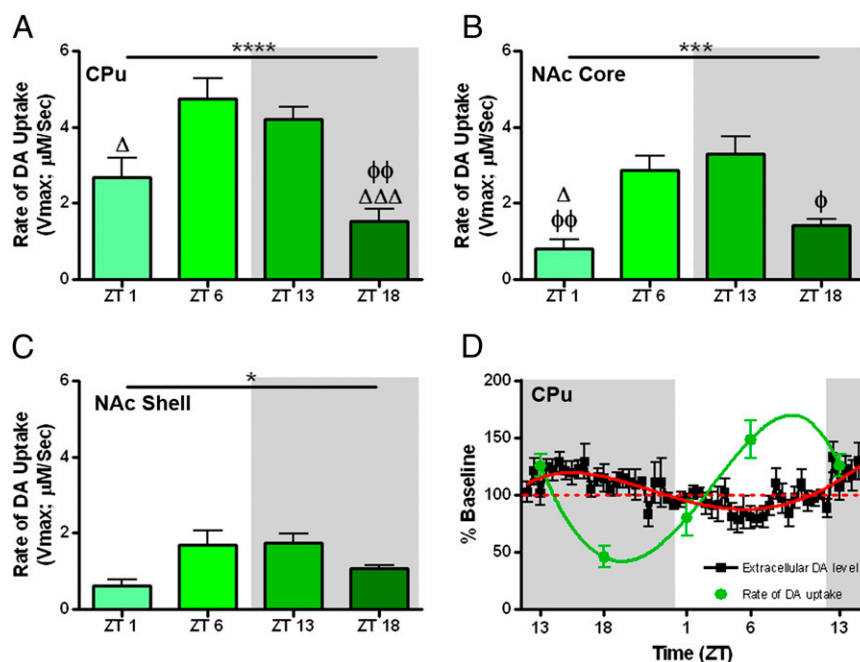 A
6
4
2
0
Rate of DA Uptake
(Vmax; µM/Sec)
CPu
****
Δ
ϕϕ
ΔΔΔ
ZT 1 ZT 6 ZT 13 ZT 18
B
6
4
2
0
Rate of DA Uptake
(Vmax; µM/Sec)
NAc Core
***
Δ
ϕϕ
ϕ
ZT 1 ZT 6 ZT 13 ZT 18
C
6
4
2
0
Rate of DA Uptake
(Vmax; µM/Sec)
NAc Shell
*
ZT 1 ZT 6 ZT 13 ZT 18
D
200
150
100
50
0
% Baseline
CPu
Extracellular DA level
Rate of DA uptake
13 18 1 6 13
Time (ZT)